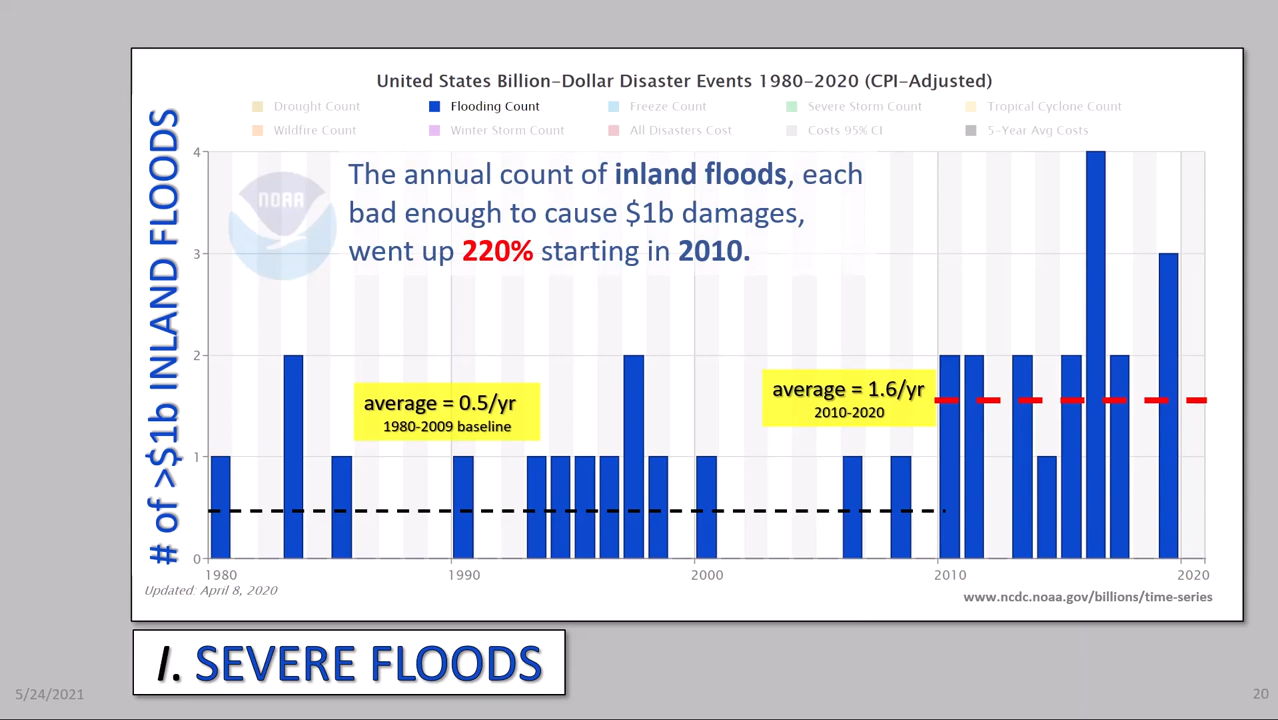 United States Billion-Dollar Disaster Events 1980-2020 (CPI-Adjusted)
Drought Count
Flooding Count
Freeze Count
Severe Storm Count
Tropical Cyclone Count
Wildfire Count
Winter Storm Count
All Disasters Cost
Costs 95% CI
5-Year Avg Costs
# of >$1b INLAND FLOODS
4
3
2
1
0
NOAA
The annual count of inland floods, each
bad enough to cause $1b damages,
went up 220% starting in 2010.
average = 0.5/yr
1980-2009 baseline
average = 1.6/yr
2010-2020
1980
1990
2000
2010
2020
Updated: April 8, 2020
www.ncdc.noaa.gov/billions/time-series
I. SEVERE FLOODS
5/24/2021
20